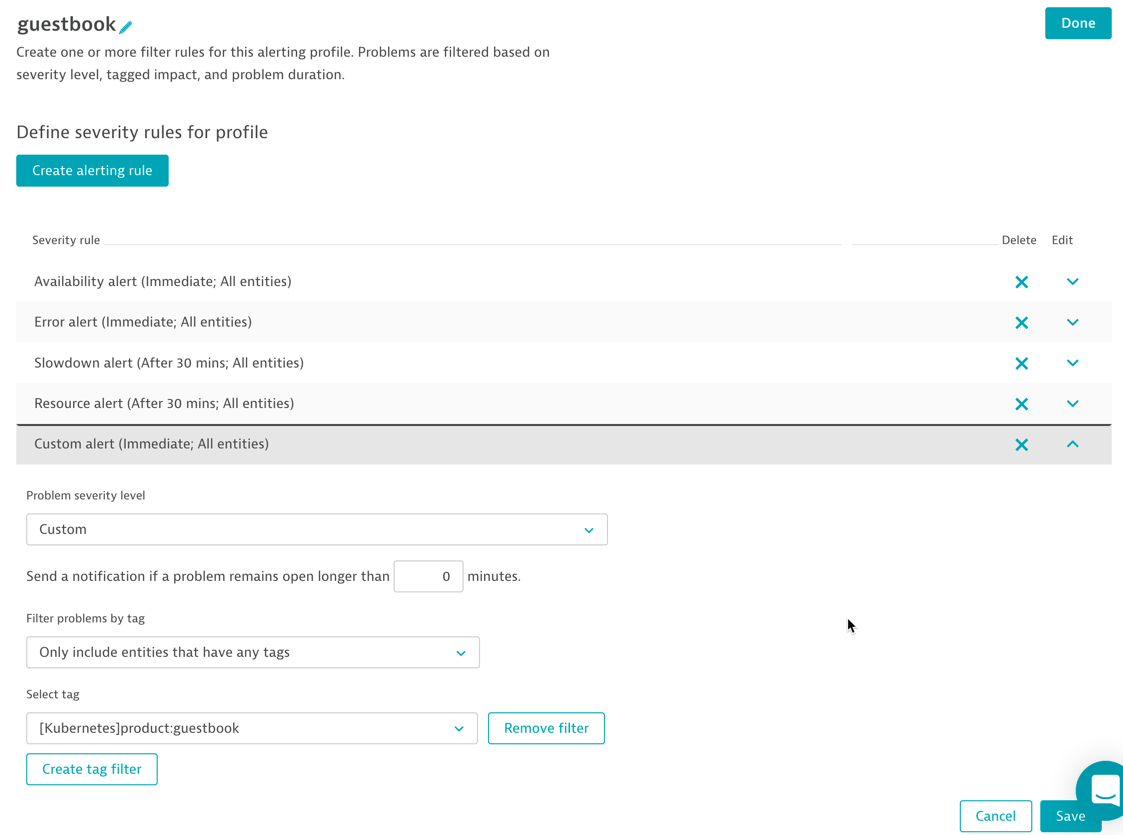 guestbook
Done
Create one or more filter rules for this alerting profile. Problems are filtered based on
severity level, tagged impact, and problem duration.
Define severity rules for profile
Create alerting rule
Severity rule Delete Edit
Availability alert (Immediate; All entities)
Error alert (Immediate; All entities)
Slowdown alert (After 30 mins; All entities)
Resource alert (After 30 mins; All entities)
Custom alert (Immediate; All entities)
Problem severity level
Custom
Send a notification if a problem remains open longer than 0 minutes.
Filter problems by tag
Only include entities that have any tags
Select tag
[Kubernetes]product:guestbook Remove filter
Create tag filter
Cancel Save